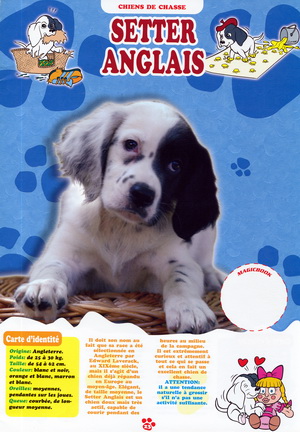 CHIENS DE CHASSE
SETTER
ANGLAIS
MAGICBOOK
Carte d'identité
Origine: Angleterre.
Poids: de 25 à 30 kg.
Taille: de 54 à 62 cm.
Couleur: blanc et noir,
orange et blanc, marron
et blanc.
Oreilles: moyennes,
pendantes sur les joues.
Queue: courbée, de lon-
gueur moyenne.
Il doit son nom au
fait que sa race a été
sélectionnée en
Angleterre par
Edward Laverack,
au XIXème siècle,
mais il s'agit d'un
chien déjà répandu
en Europe au
moyen-âge. Elégant,
de taille moyenne, le
Setter Anglais est un
chien doux mais très
actif, capable de
courir pendant des
heures au milieu
de la campagne.
Il est extrêmement
curieux et attentif à
tout ce qui se passe
et cela en fait un
excellent chien de
chasse.
ATTENTION:
il a une tendance
naturelle à grossir
s'il n'a pas une
activité suffisante.